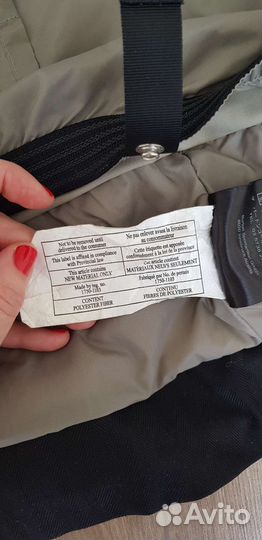 Not to be removed until
delivered to the consumer
Ne pas enlever avant la livraison
au consommateur
This label is affixed in compliance
with Provincial law
Cette étiquette est apposée
conformément à la loi de la province
This article contains
NEW MATERIAL ONLY
Cet article contient
MATÉRIAUX NEUFS SEULEMENT
Made by reg. no.
1750-1103
Fabriqué par No. de permis
1750-1103
CONTENT
POLYESTER FIBER
CONTENU
FIBRES DE POLYESTER
Avito